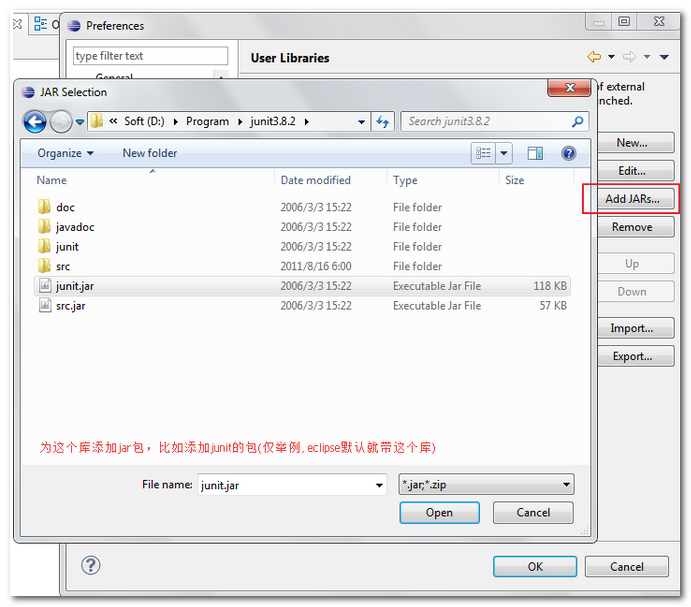 Preferences
type filter text
User Libraries
General
of external
nched.
New...
Edit...
Add JARs...
Remove
Up
Down
Import...
Export...
JAR Selection
Soft (D:) Program junit3.8.2
Search junit3.8.2
Organize New folder
Name Date modified Type Size
doc 2006/3/3 15:22 File folder
javadoc 2006/3/3 15:22 File folder
junit 2006/3/3 15:22 File folder
src 2011/8/16 6:00 File folder
junit.jar 2006/3/3 15:22 Executable Jar File 118 KB
src.jar 2006/3/3 15:22 Executable Jar File 57 KB
为这个库添加jar包，比如添加junit的包(仅举例,eclipse默认就带这个库)
File name: junit.jar *.jar;*.zip
Open Cancel
OK Cancel